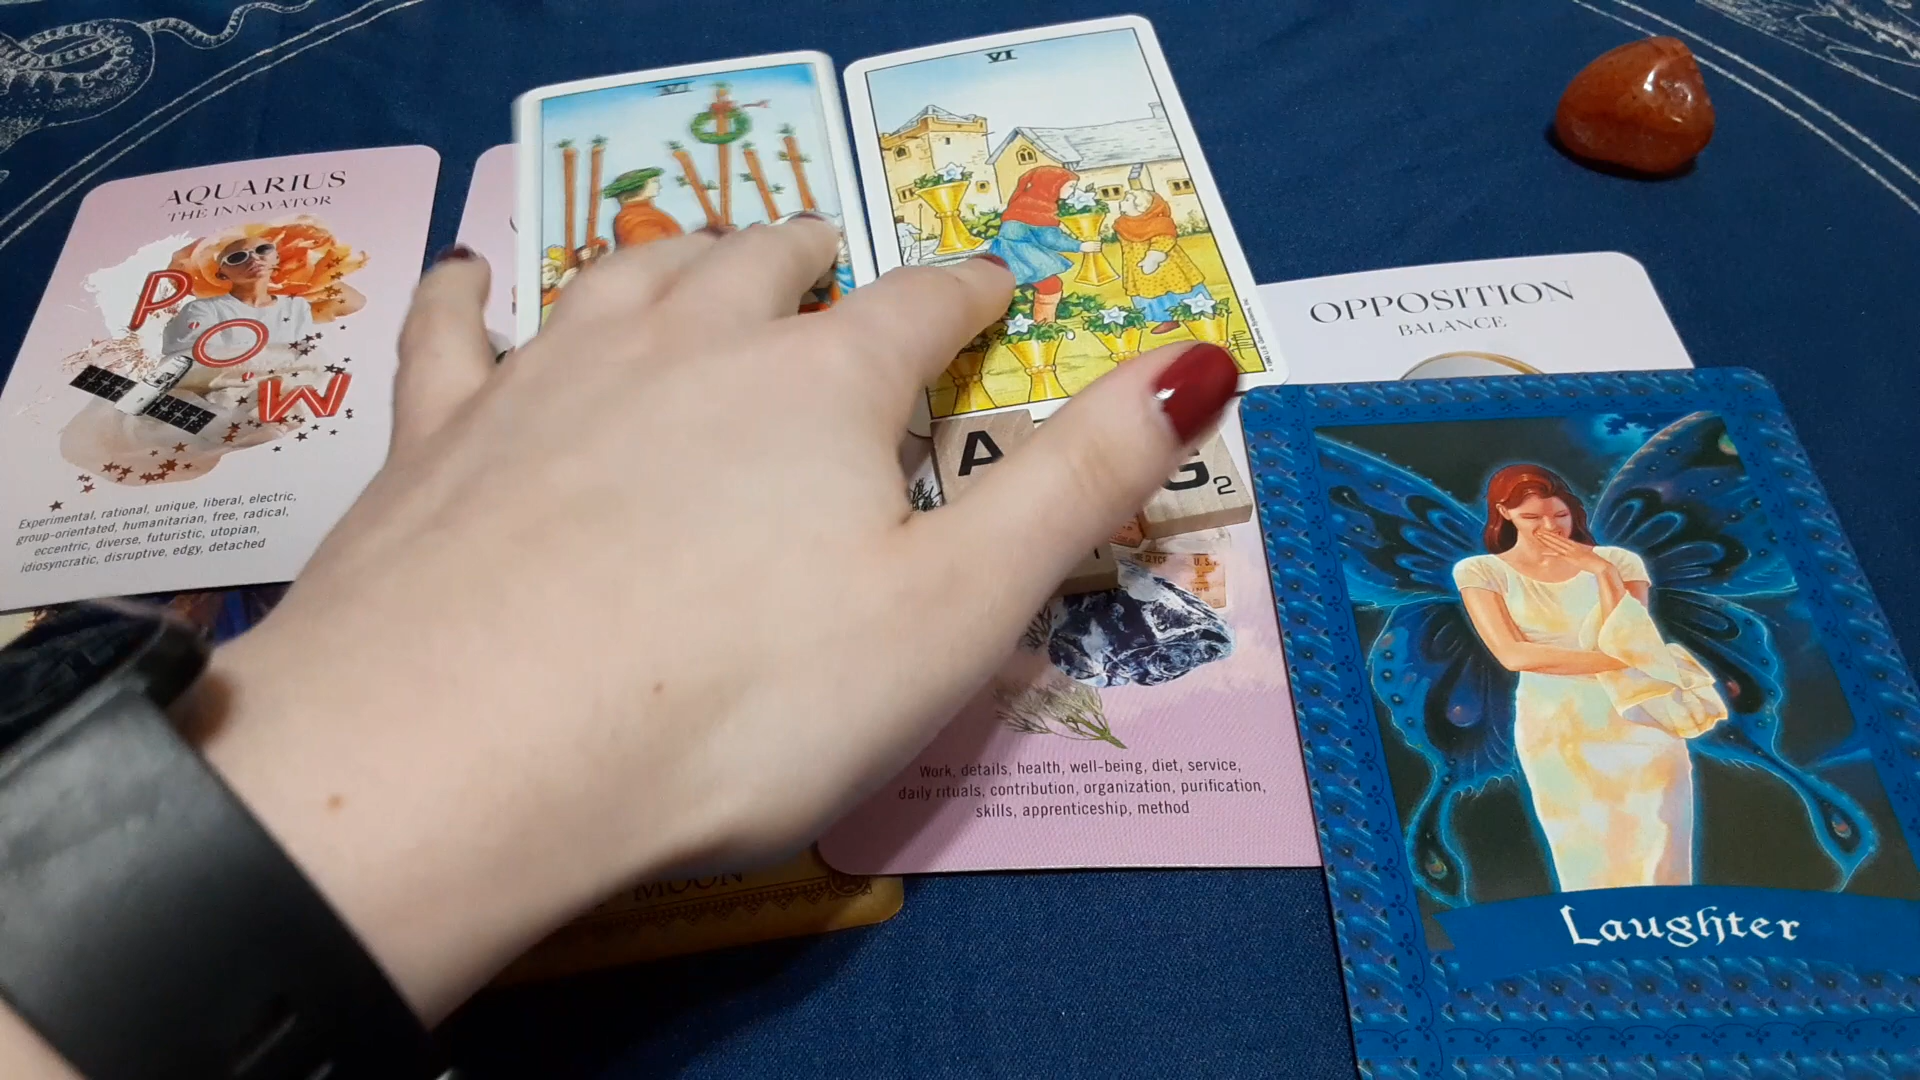 VI
VI
AQUARIUS
THE INNOVATOR
P
O
W
Experimental, rational, unique, liberal, electric,
group-orientated, humanitarian, free, radical,
eccentric, diverse, futuristic, utopian,
idiosyncratic, disruptive, edgy, detached
OPPOSITION
BALANCE
A
G2
Work, details, health, well-being, diet, service,
daily rituals, contribution, organization, purification,
skills, apprenticeship, method
MOON
Laughter